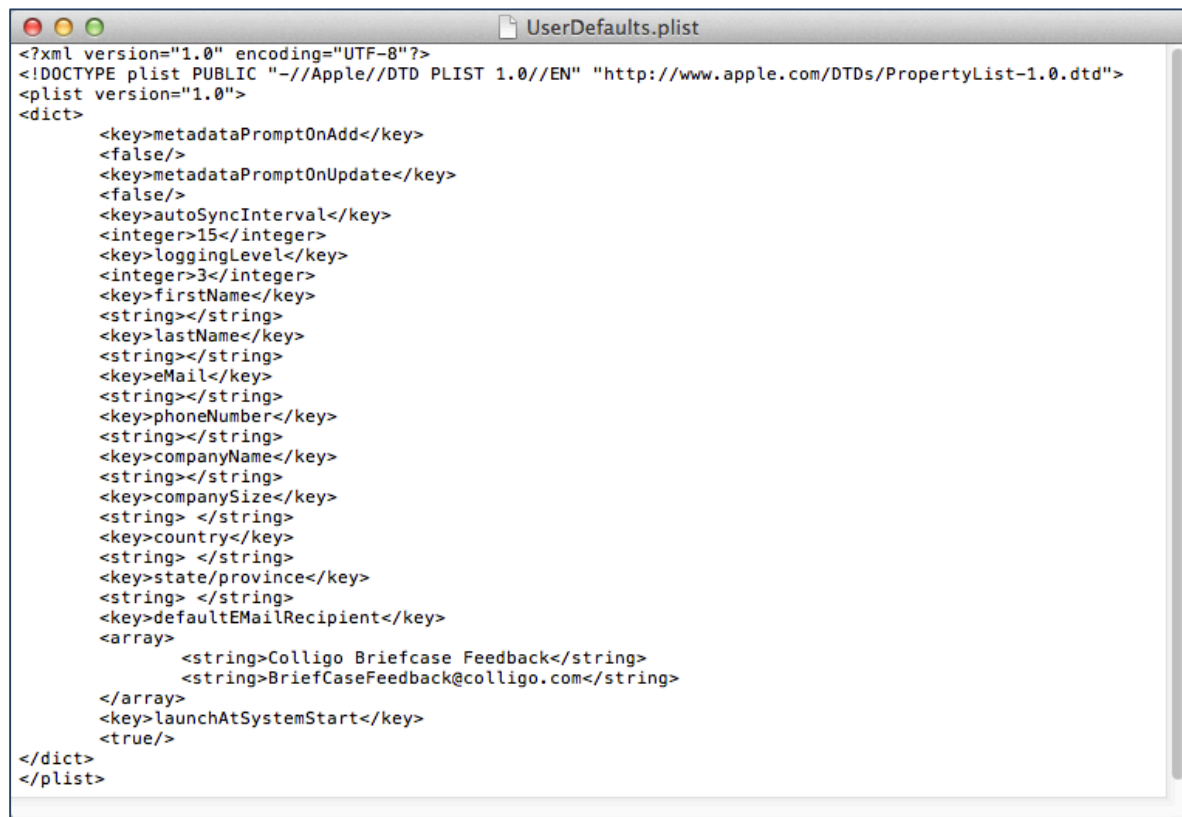 UserDefaults.plist
<?xml version="1.0" encoding="UTF-8"?>
<!DOCTYPE plist PUBLIC "-//Apple//DTD PLIST 1.0//EN" "http://www.apple.com/DTDs/PropertyList-1.0.dtd">
<plist version="1.0">
<dict>
<key>metadataPromptOnAdd</key>
<false/>
<key>metadataPromptOnUpdate</key>
<false/>
<key>autoSyncInterval</key>
<integer>15</integer>
<key>loggingLevel</key>
<integer>3</integer>
<key>firstName</key>
<string></string>
<key>lastName</key>
<string></string>
<key>eMail</key>
<string></string>
<key>phoneNumber</key>
<string></string>
<key>companyName</key>
<string></string>
<key>companySize</key>
<string> </string>
<key>country</key>
<string> </string>
<key>state/province</key>
<string> </string>
<key>defaultEMailRecipient</key>
<array>
<string>Colligo Briefcase Feedback</string>
<string>BriefCaseFeedback@colligo.com</string>
</array>
<key>launchAtSystemStart</key>
<true/>
</dict>
</plist>